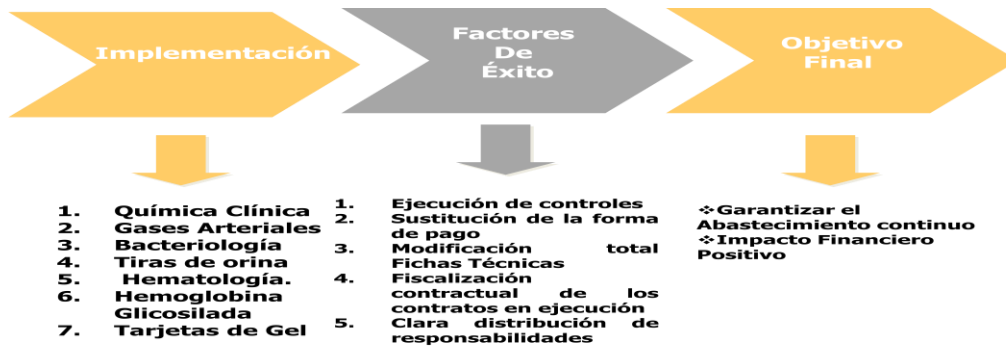 Implementación
Factores
De
Éxito
Objetivo
Final
1. Química Clínica
2. Gases Arteriales
3. Bacteriología
4. Tiras de orina
5. Hematología.
6. Hemoglobina
Glicosilada
7. Tarjetas de Gel
1. Ejecución de controles
2. Sustitución de la forma
de pago
3. Modificación total
Fichas Técnicas
4. Fiscalización
contractual de los
contratos en ejecución
5. Clara distribución de
responsabilidades
❖Garantizar el
Abastecimiento continuo
❖Impacto Financiero
Positivo